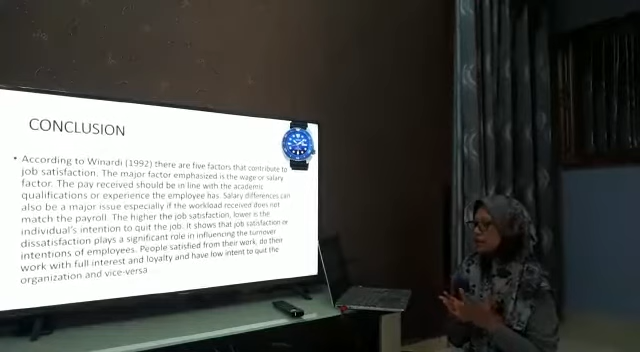 CONCLUSION
• According to Winardi (1992) there are five factors that contribute to
job satisfaction. The major factor emphasized is the wage or salary
factor. The pay received should be in line with the academic
qualifications or experience the employee has. Salary differences can
also be a major issue especially if the workload received does not
match the payroll. The higher the job satisfaction, lower is the
individual's intention to quit the job. It shows that job satisfaction or
dissatisfaction plays a significant role in influencing the turnover
intentions of employees. People satisfied from their work, do their
work with full interest and loyalty and have low intent to quit the
organization and vice-versa